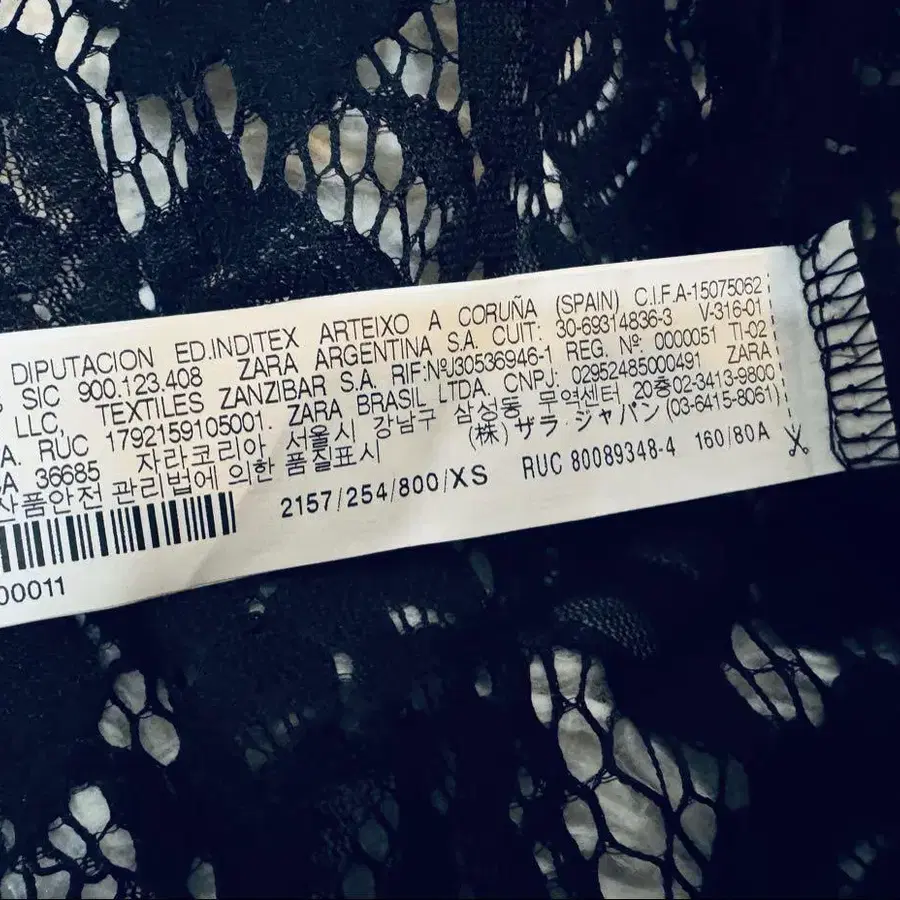 DIPUTACION ED.INDITEX ARTEIXO A CORUÑA (SPAIN) C.I.F.A-15075062
SIC 900.123.408 ZARA ARGENTINA S.A. CUIT: 30-69314836-3 V-316-01
LLC, TEXTILES ZANZIBAR S.A. RIF:NºJ30536946-1 REG. Nº: 0000051 TI-02
A. RUC 1792159105001. ZARA BRASIL LTDA. CNPJ: 02952485000491 ZARA
SA 36685 자라코리아 서울시 강남구 삼성동 무역센터 20층02-3413-9800
산품안전 관리법에 의한 품질표시 (株) ザラ・ジャパン (03-6415-8061)
2157/254/800/XS RUC 80089348-4 160/80A
00011